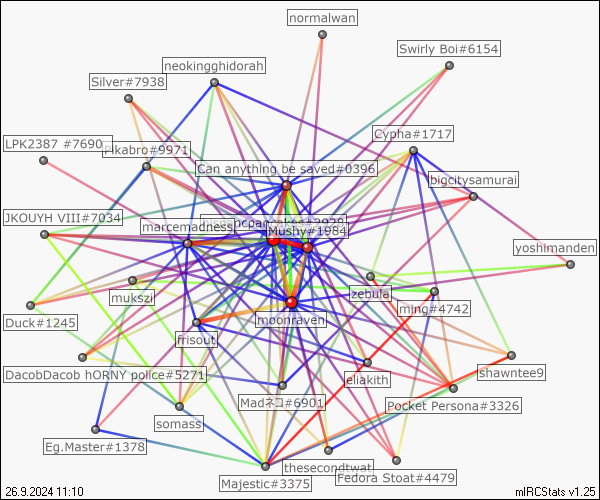 normalwan
Swirly Boi#6154
neokingghidorah
Silver#7938
Cypha#1717
LPK2387 #7690
Pikabro#9971
Can anything be saved#0396
bigcitysamurai
JKOUYH VIII#7034
marcemadness
Mushy#1984
yoshimanden
mukszi
zebula
ming#4742
Duck#1245
moonraven
frisout
DacobDacob hORNY police#5271
eliakith
shawntee9
Madネコ#6901
Pocket Persona#3326
somass
Eg.Master#1378
thesecondtwat
Fedora Stoat#4479
Majestic#3375
26.9.2024 11:10
mIRCStats v1.25